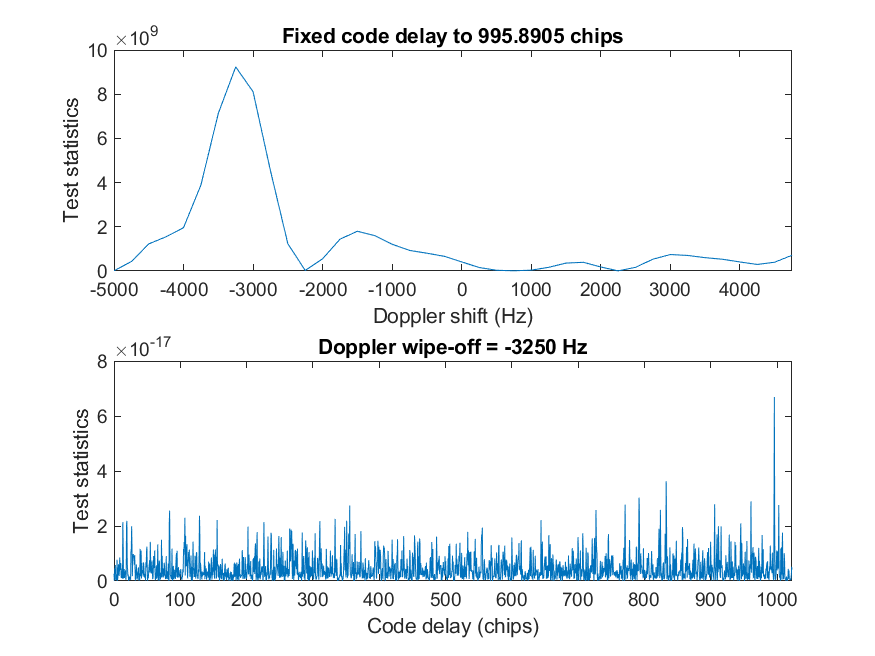 ×10^9
Fixed code delay to 995.8905 chips
10
8
6
4
2
0
Test statistics
-5000 -4000 -3000 -2000 -1000 0 1000 2000 3000 4000
Doppler shift (Hz)
×10^-17
Doppler wipe-off = -3250 Hz
8
6
4
2
0
Test statistics
0 100 200 300 400 500 600 700 800 900 1000
Code delay (chips)